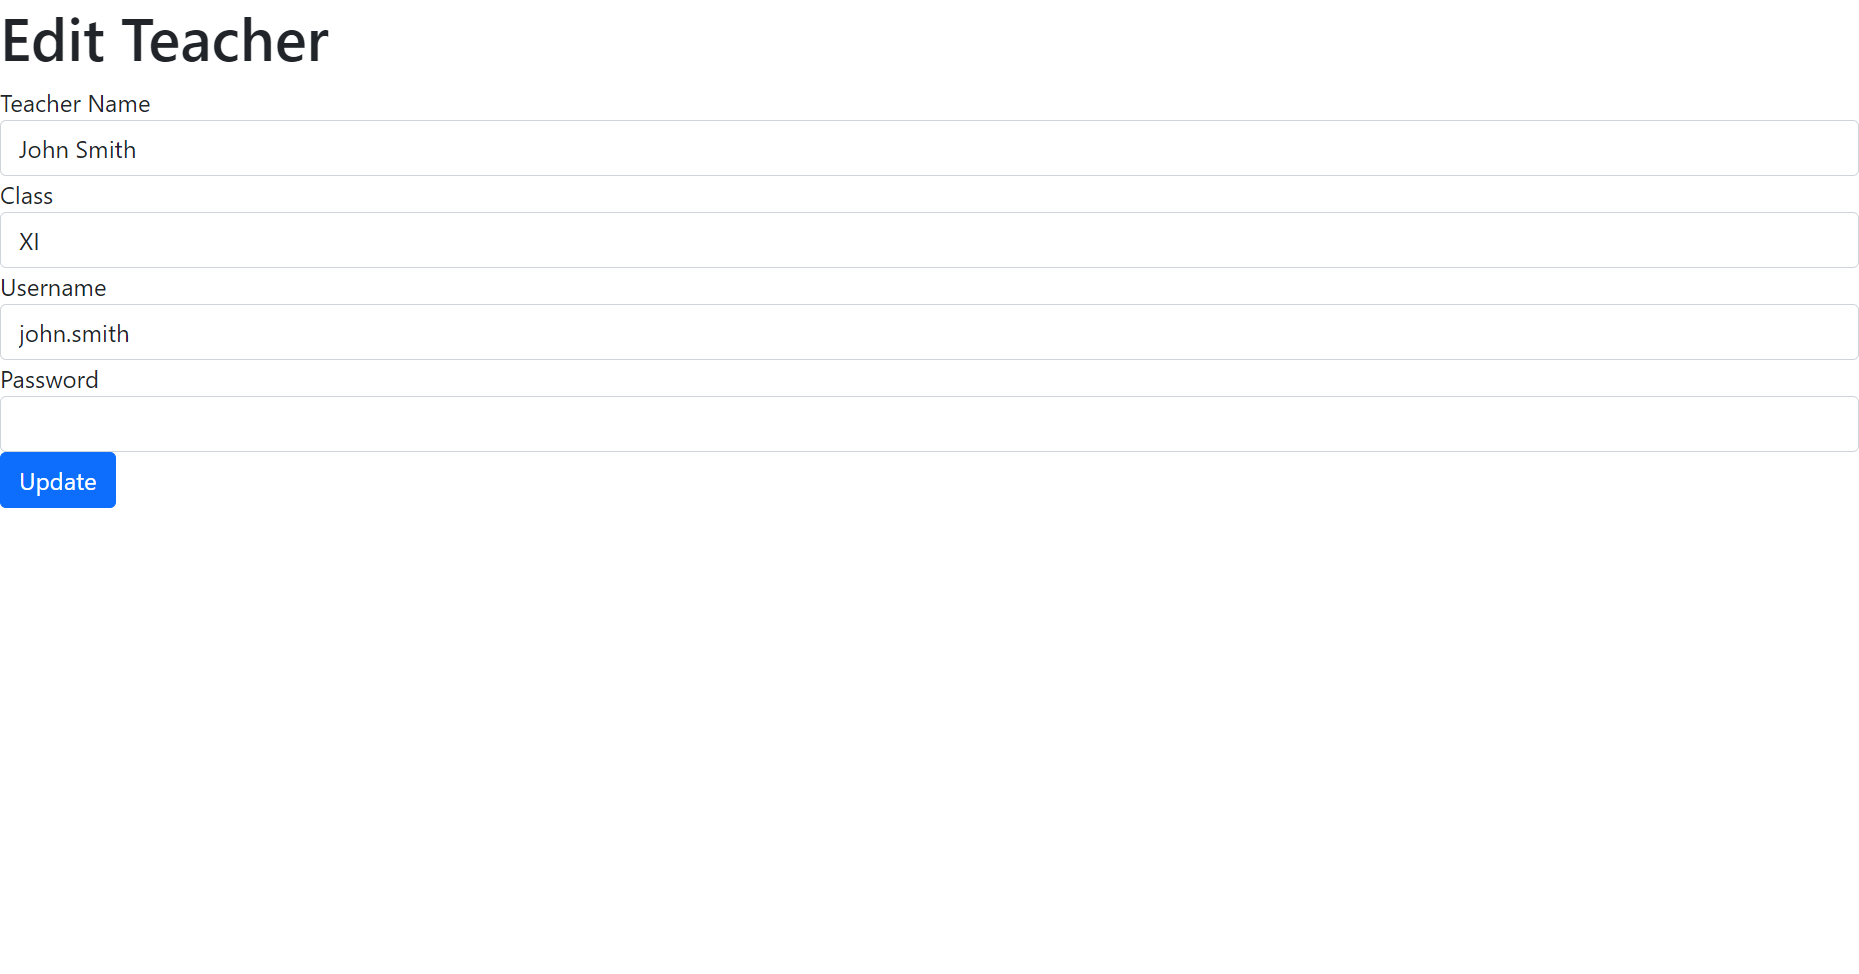 Edit Teacher
Teacher Name
John Smith
Class
XI
Username
john.smith
Password
Update